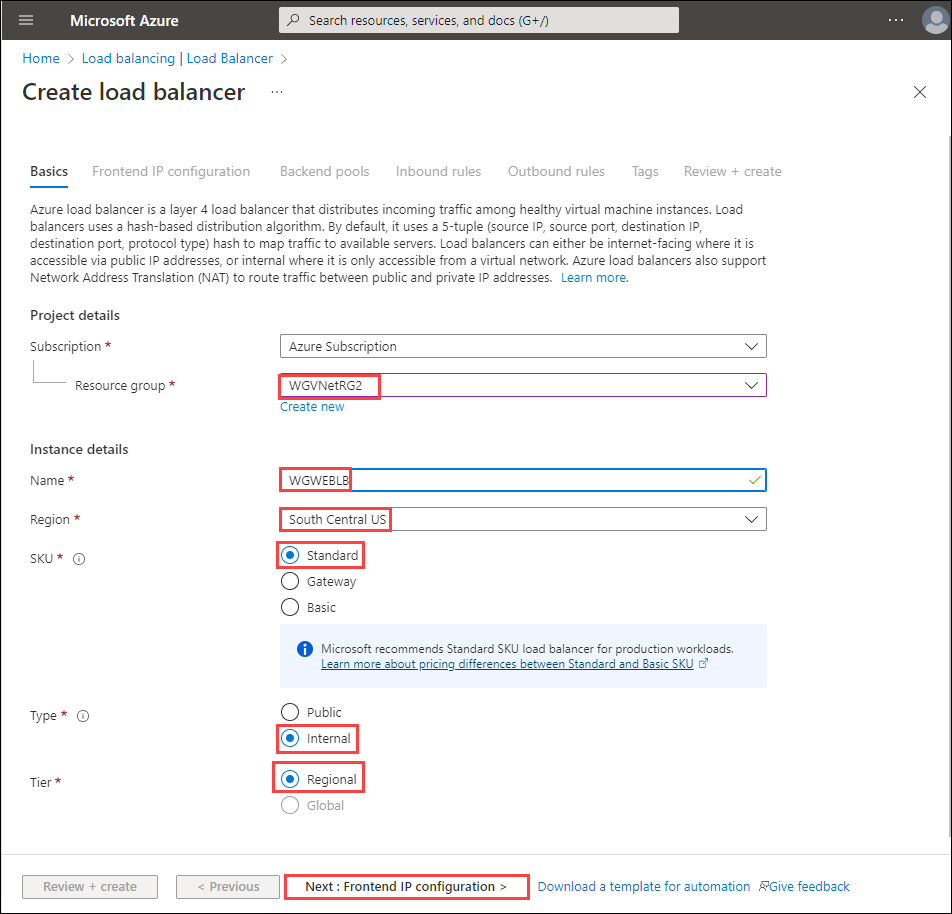 Microsoft Azure
Search resources, services, and docs (G+/)
...
Home > Load balancing | Load Balancer >
Create load balancer ...
Basics Frontend IP configuration Backend pools Inbound rules Outbound rules Tags Review + create
Azure load balancer is a layer 4 load balancer that distributes incoming traffic among healthy virtual machine instances. Load
balancers uses a hash-based distribution algorithm. By default, it uses a 5-tuple (source IP, source port, destination IP,
destination port, protocol type) hash to map traffic to available servers. Load balancers can either be internet-facing where it is
accessible via public IP addresses, or internal where it is only accessible from a virtual network. Azure load balancers also support
Network Address Translation (NAT) to route traffic between public and private IP addresses. Learn more.
Project details
Subscription * Azure Subscription
Resource group * WGVNetRG2
Create new
Instance details
Name * WGWEBLB
Region * South Central US
SKU * Standard
Gateway
Basic
Microsoft recommends Standard SKU load balancer for production workloads.
Learn more about pricing differences between Standard and Basic SKU
Type * Public
Internal
Tier * Regional
Global
Review + create < Previous Next : Frontend IP configuration > Download a template for automation Give feedback